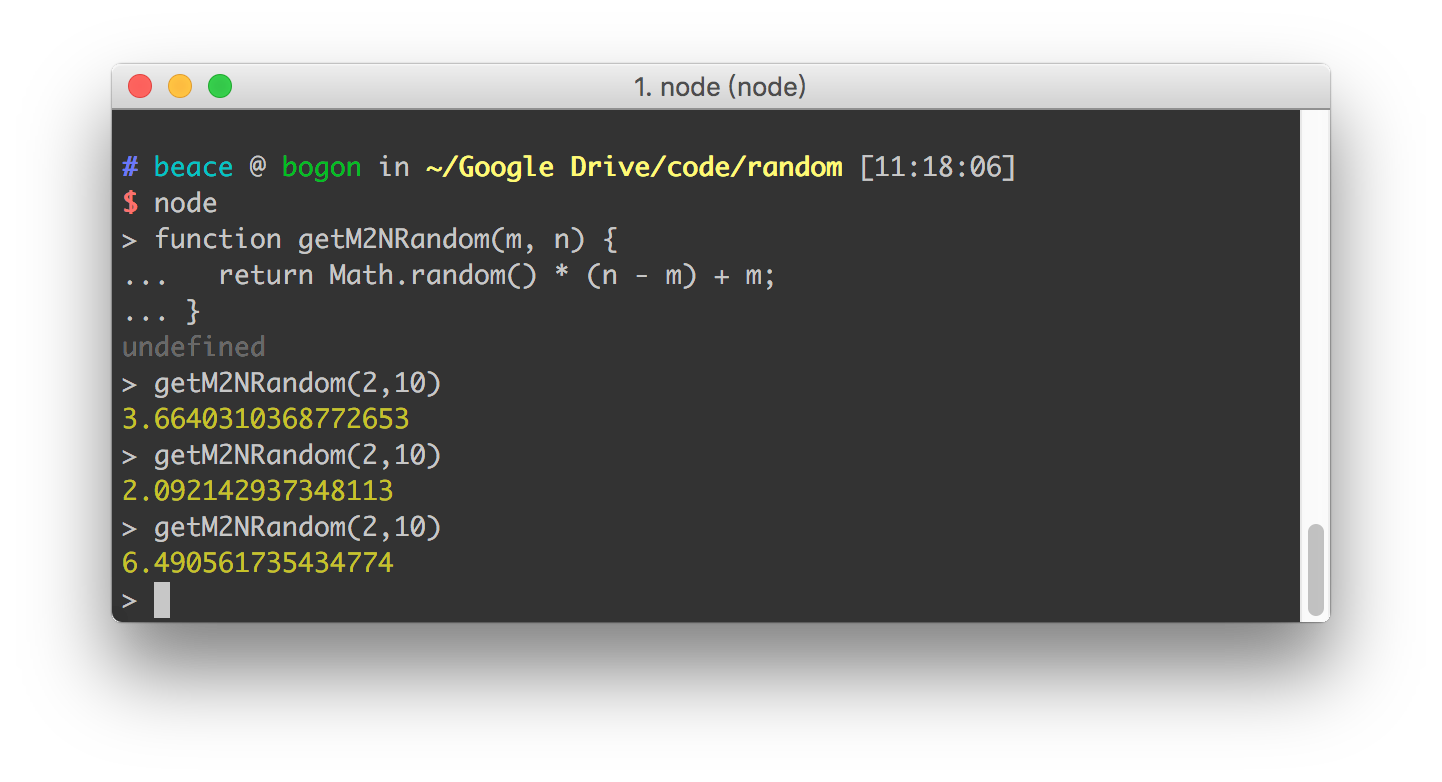 1. node (node)
# beace @ bogon in ~/Google Drive/code/random [11:18:06]
$ node
> function getM2NRandom(m, n) {
...   return Math.random() * (n - m) + m;
... }
undefined
> getM2NRandom(2,10)
3.6640310368772653
> getM2NRandom(2,10)
2.092142937348113
> getM2NRandom(2,10)
6.490561735434774
>